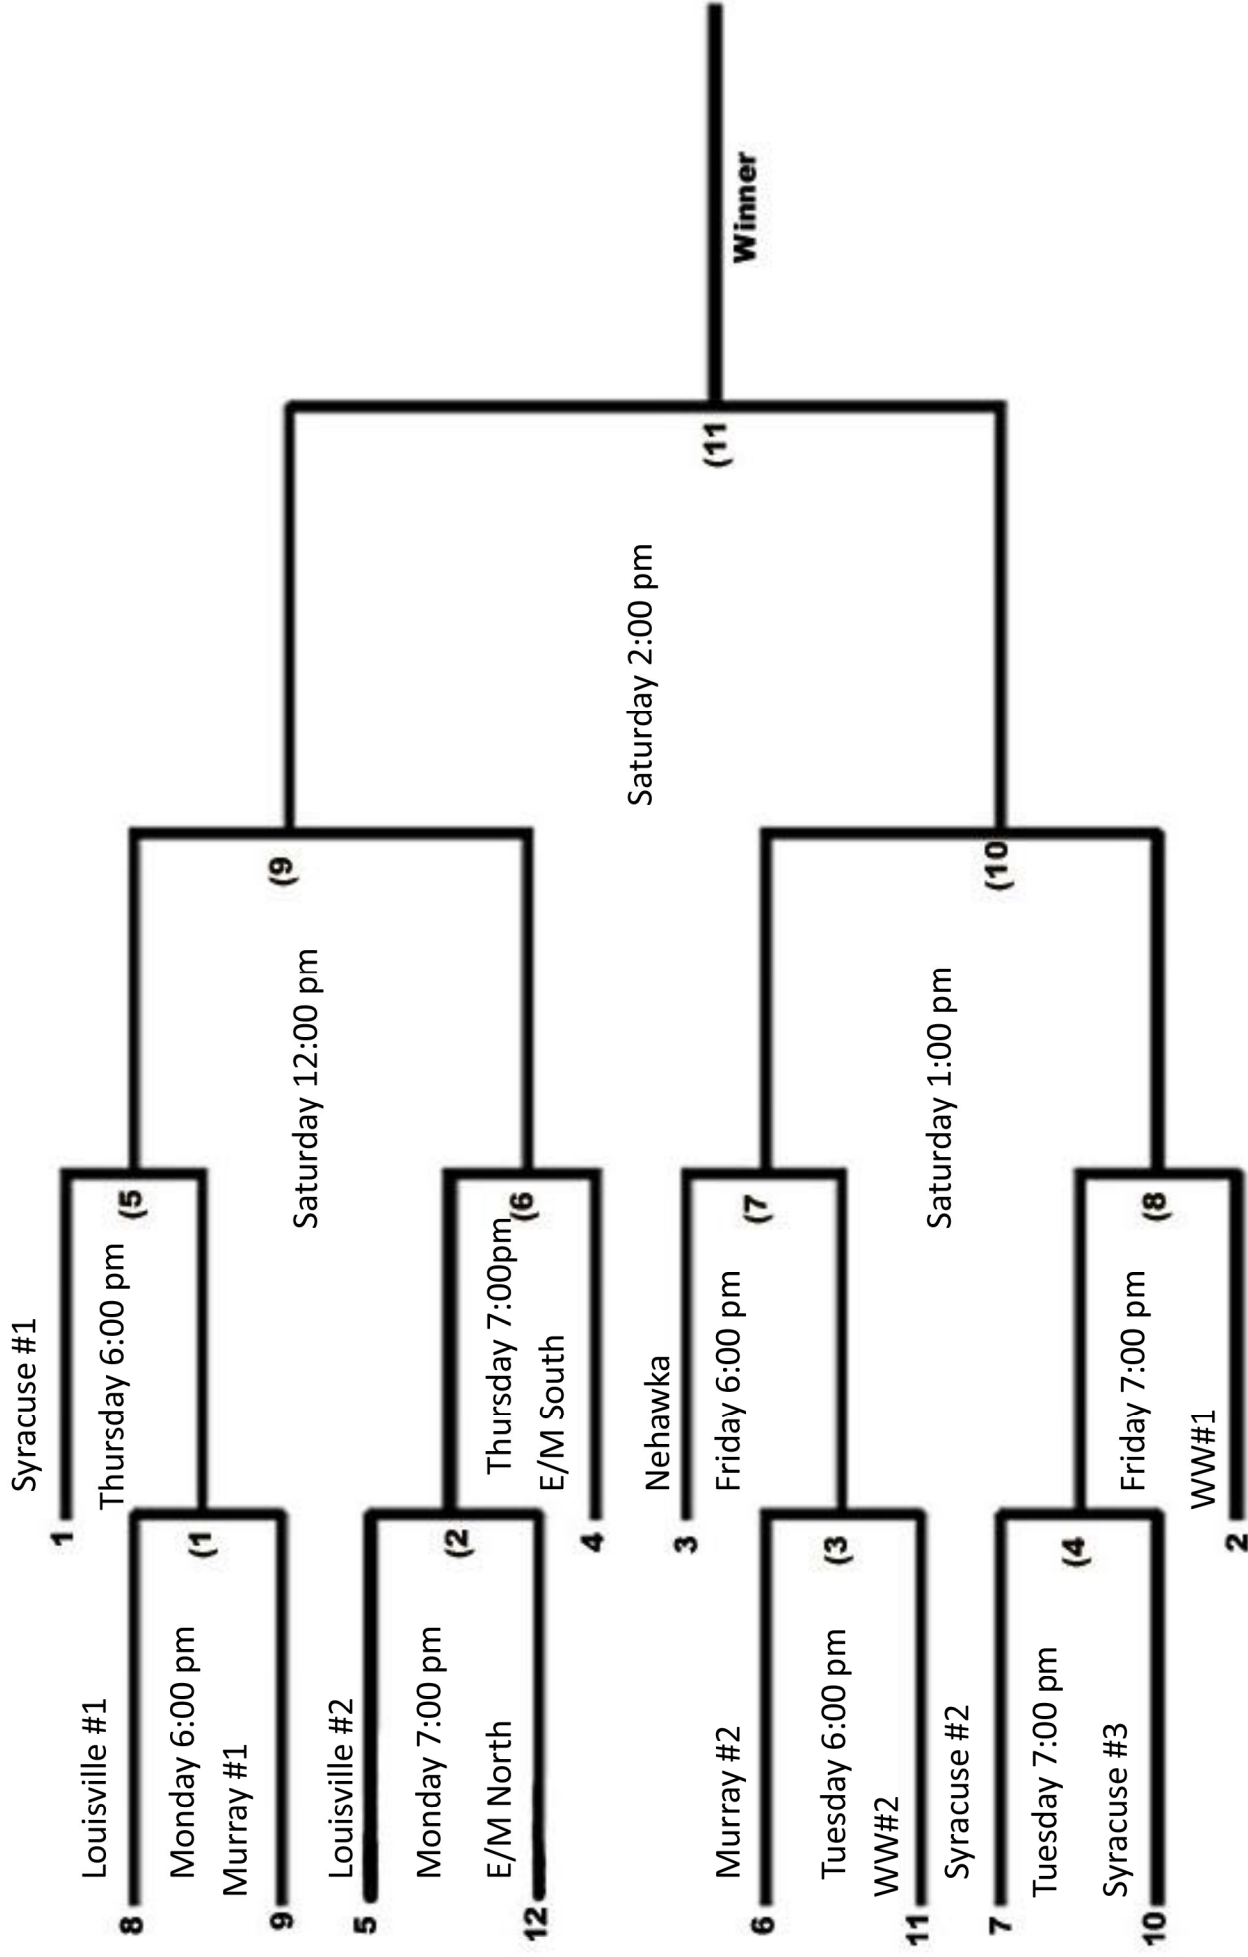 Syracuse #1
1
Thursday 6:00 pm
(5
Louisville #1
8
Monday 6:00 pm
(1
Murray #1
9
Saturday 12:00 pm
(9
Louisville #2
5
Monday 7:00 pm
(2
E/M North
12
Thursday 7:00pm
(6
E/M South
4
Saturday 2:00 pm
(11
Winner
Nehawka
3
Friday 6:00 pm
(7
Murray #2
6
Tuesday 6:00 pm
(3
WW#2
11
Saturday 1:00 pm
(10
Syracuse #2
7
Tuesday 7:00 pm
(4
Syracuse #3
10
Friday 7:00 pm
(8
WW#1
2